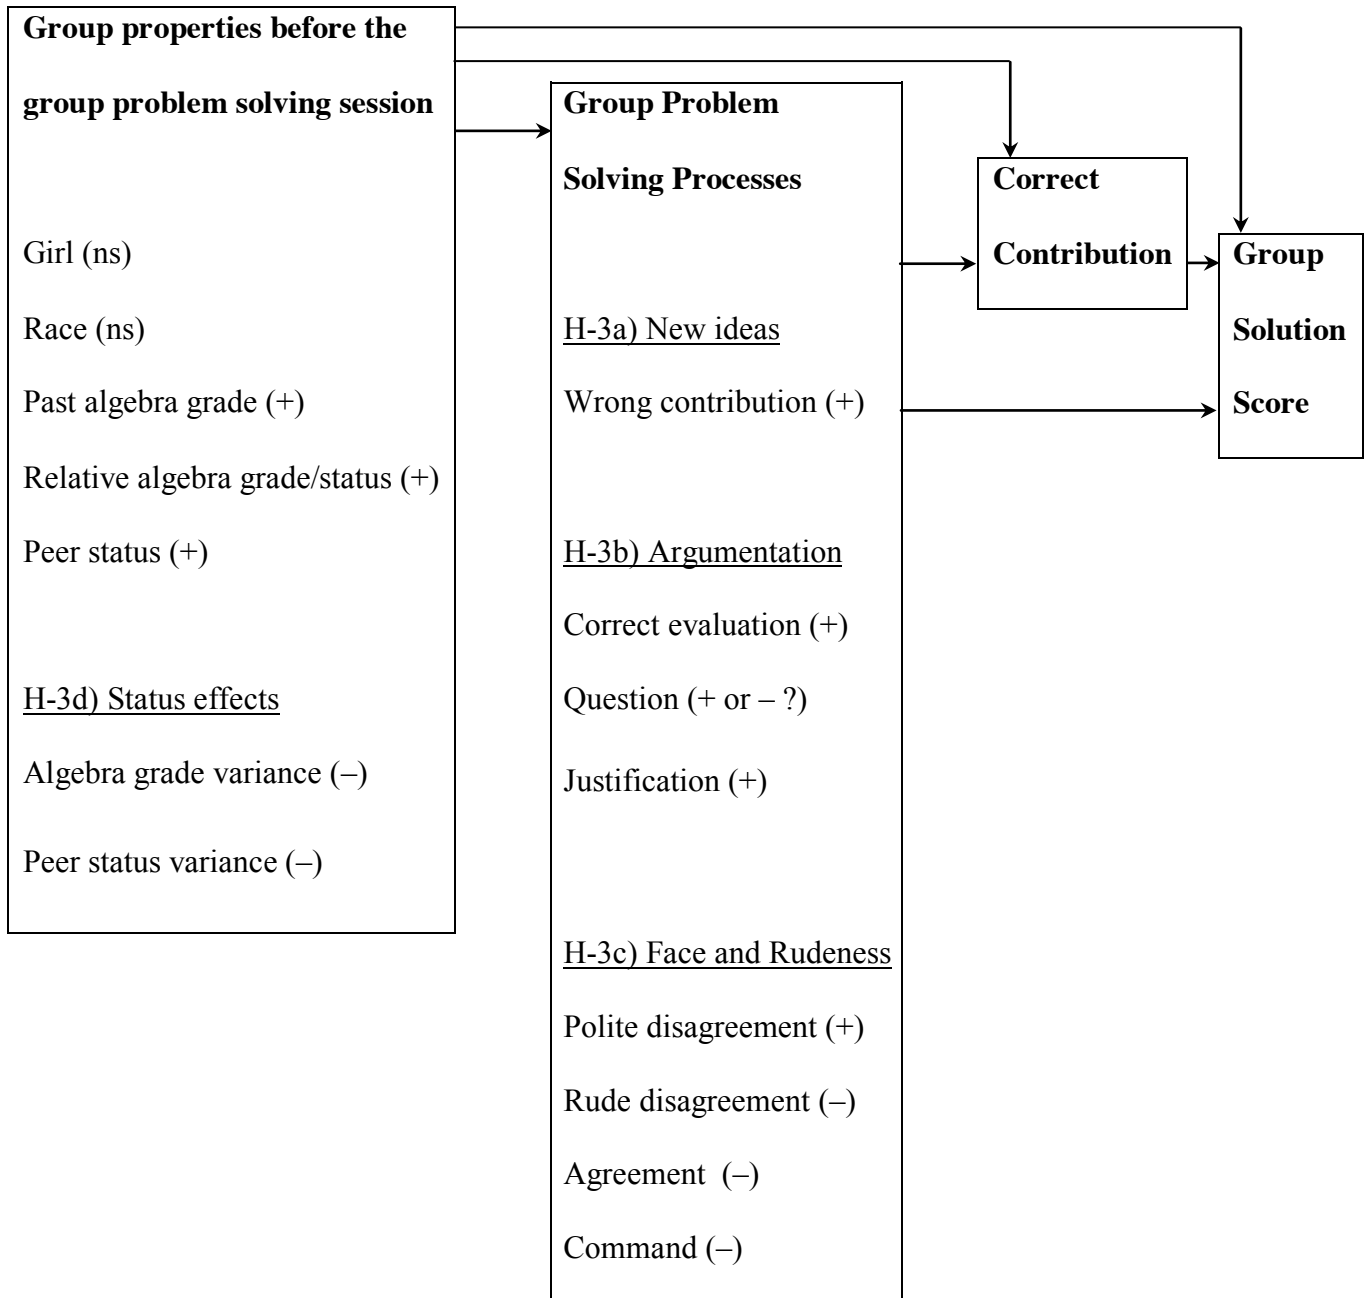 Group properties before the
group problem solving session
Girl (ns)
Race (ns)
Past algebra grade (+)
Relative algebra grade/status (+)
Peer status (+)
H-3d) Status effects
Algebra grade variance (–)
Peer status variance (–)
Group Problem
Solving Processes
H-3a) New ideas
Wrong contribution (+)
H-3b) Argumentation
Correct evaluation (+)
Question (+ or – ?)
Justification (+)
H-3c) Face and Rudeness
Polite disagreement (+)
Rude disagreement (–)
Agreement  (–)
Command (–)
Correct
Contribution
Group
Solution
Score